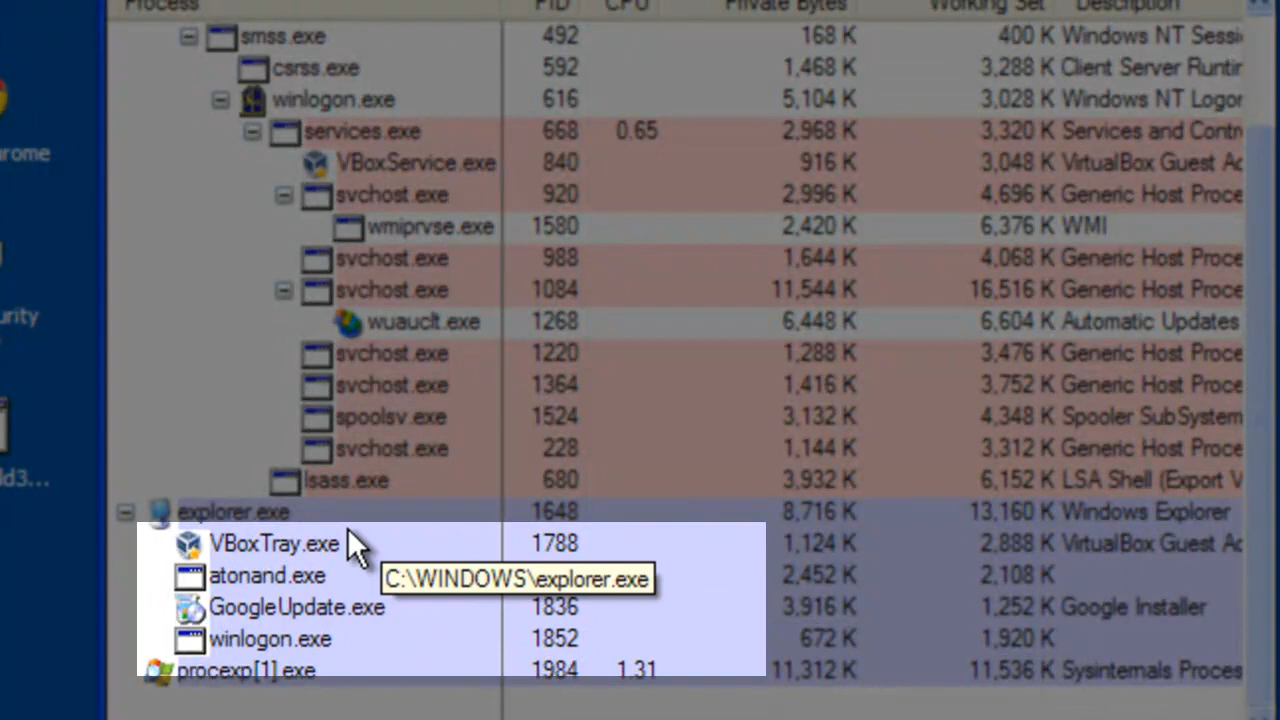 Process PID CPU Private Bytes Working Set Description
smss.exe 492 168 K 400 K Windows NT Sessi
csrss.exe 592 1,468 K 3,288 K Client Server Runtir
winlogon.exe 616 5,104 K 3,028 K Windows NT Logor
services.exe 668 0.65 2,968 K 3,320 K Services and Contr
VBoxService.exe 840 916 K 3,048 K VirtualBox Guest Ac
svchost.exe 920 2,996 K 4,696 K Generic Host Proce
wmiprvse.exe 1580 2,420 K 6,376 K WMI
svchost.exe 988 1,644 K 4,068 K Generic Host Proce
svchost.exe 1084 11,544 K 16,516 K Generic Host Proce
wuauclt.exe 1268 6,448 K 6,604 K Automatic Updates
svchost.exe 1220 1,288 K 3,476 K Generic Host Proce
svchost.exe 1364 1,416 K 3,752 K Generic Host Proce
spoolsv.exe 1524 3,132 K 4,348 K Spooler SubSystem
svchost.exe 228 1,144 K 3,312 K Generic Host Proce
lsass.exe 680 3,932 K 6,152 K LSA Shell (Export V
explorer.exe 1648 8,716 K 13,160 K Windows Explorer
VBoxTray.exe 1788 1,124 K 2,888 K VirtualBox Guest Ac
atonand.exe 2,452 K 2,108 K
C:\WINDOWS\explorer.exe
GoogleUpdate.exe 1836 3,916 K 1,252 K Google Installer
winlogon.exe 1852 672 K 1,920 K
procexp[1].exe 1984 1.31 11,312 K 11,536 K Sysinternals Proces
rome
urity
ld3...